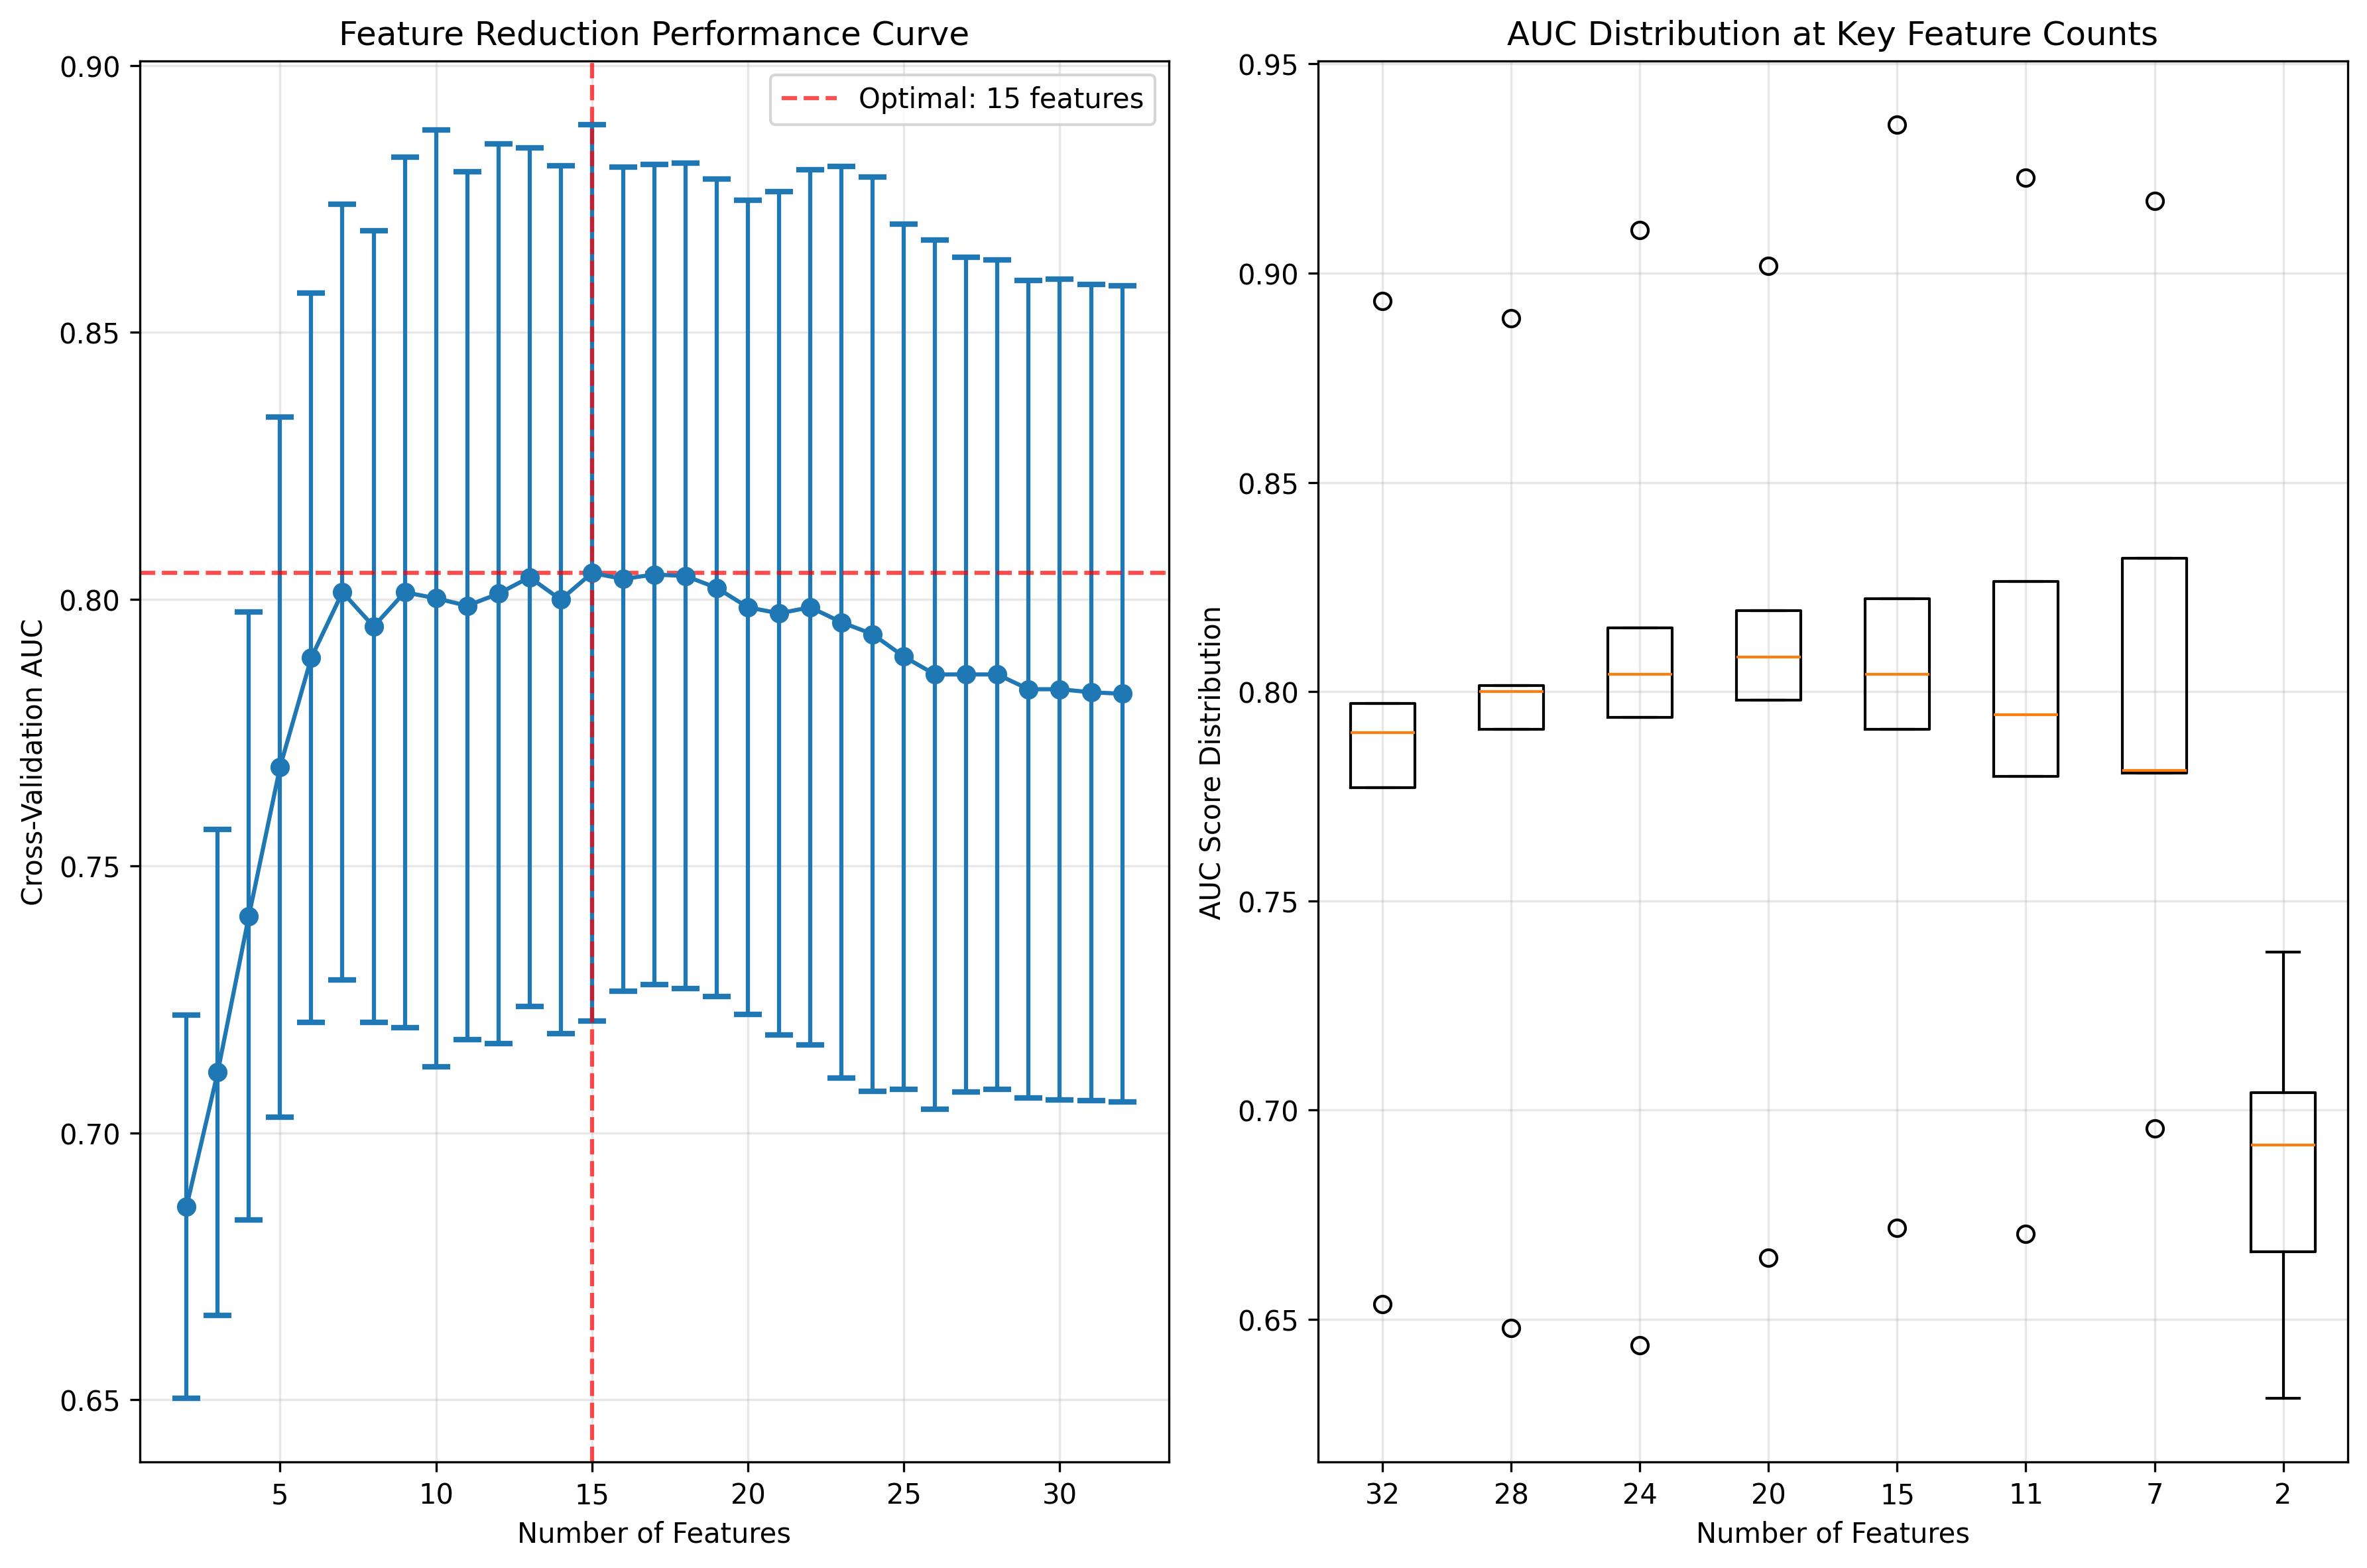 Feature Reduction Performance Curve
0.90
0.85
0.80
0.75
0.70
0.65
Cross-Validation AUC
Optimal: 15 features
5 10 15 20 25 30
Number of Features
AUC Distribution at Key Feature Counts
0.95
0.90
0.85
0.80
0.75
0.70
0.65
AUC Score Distribution
32 28 24 20 15 11 7 2
Number of Features